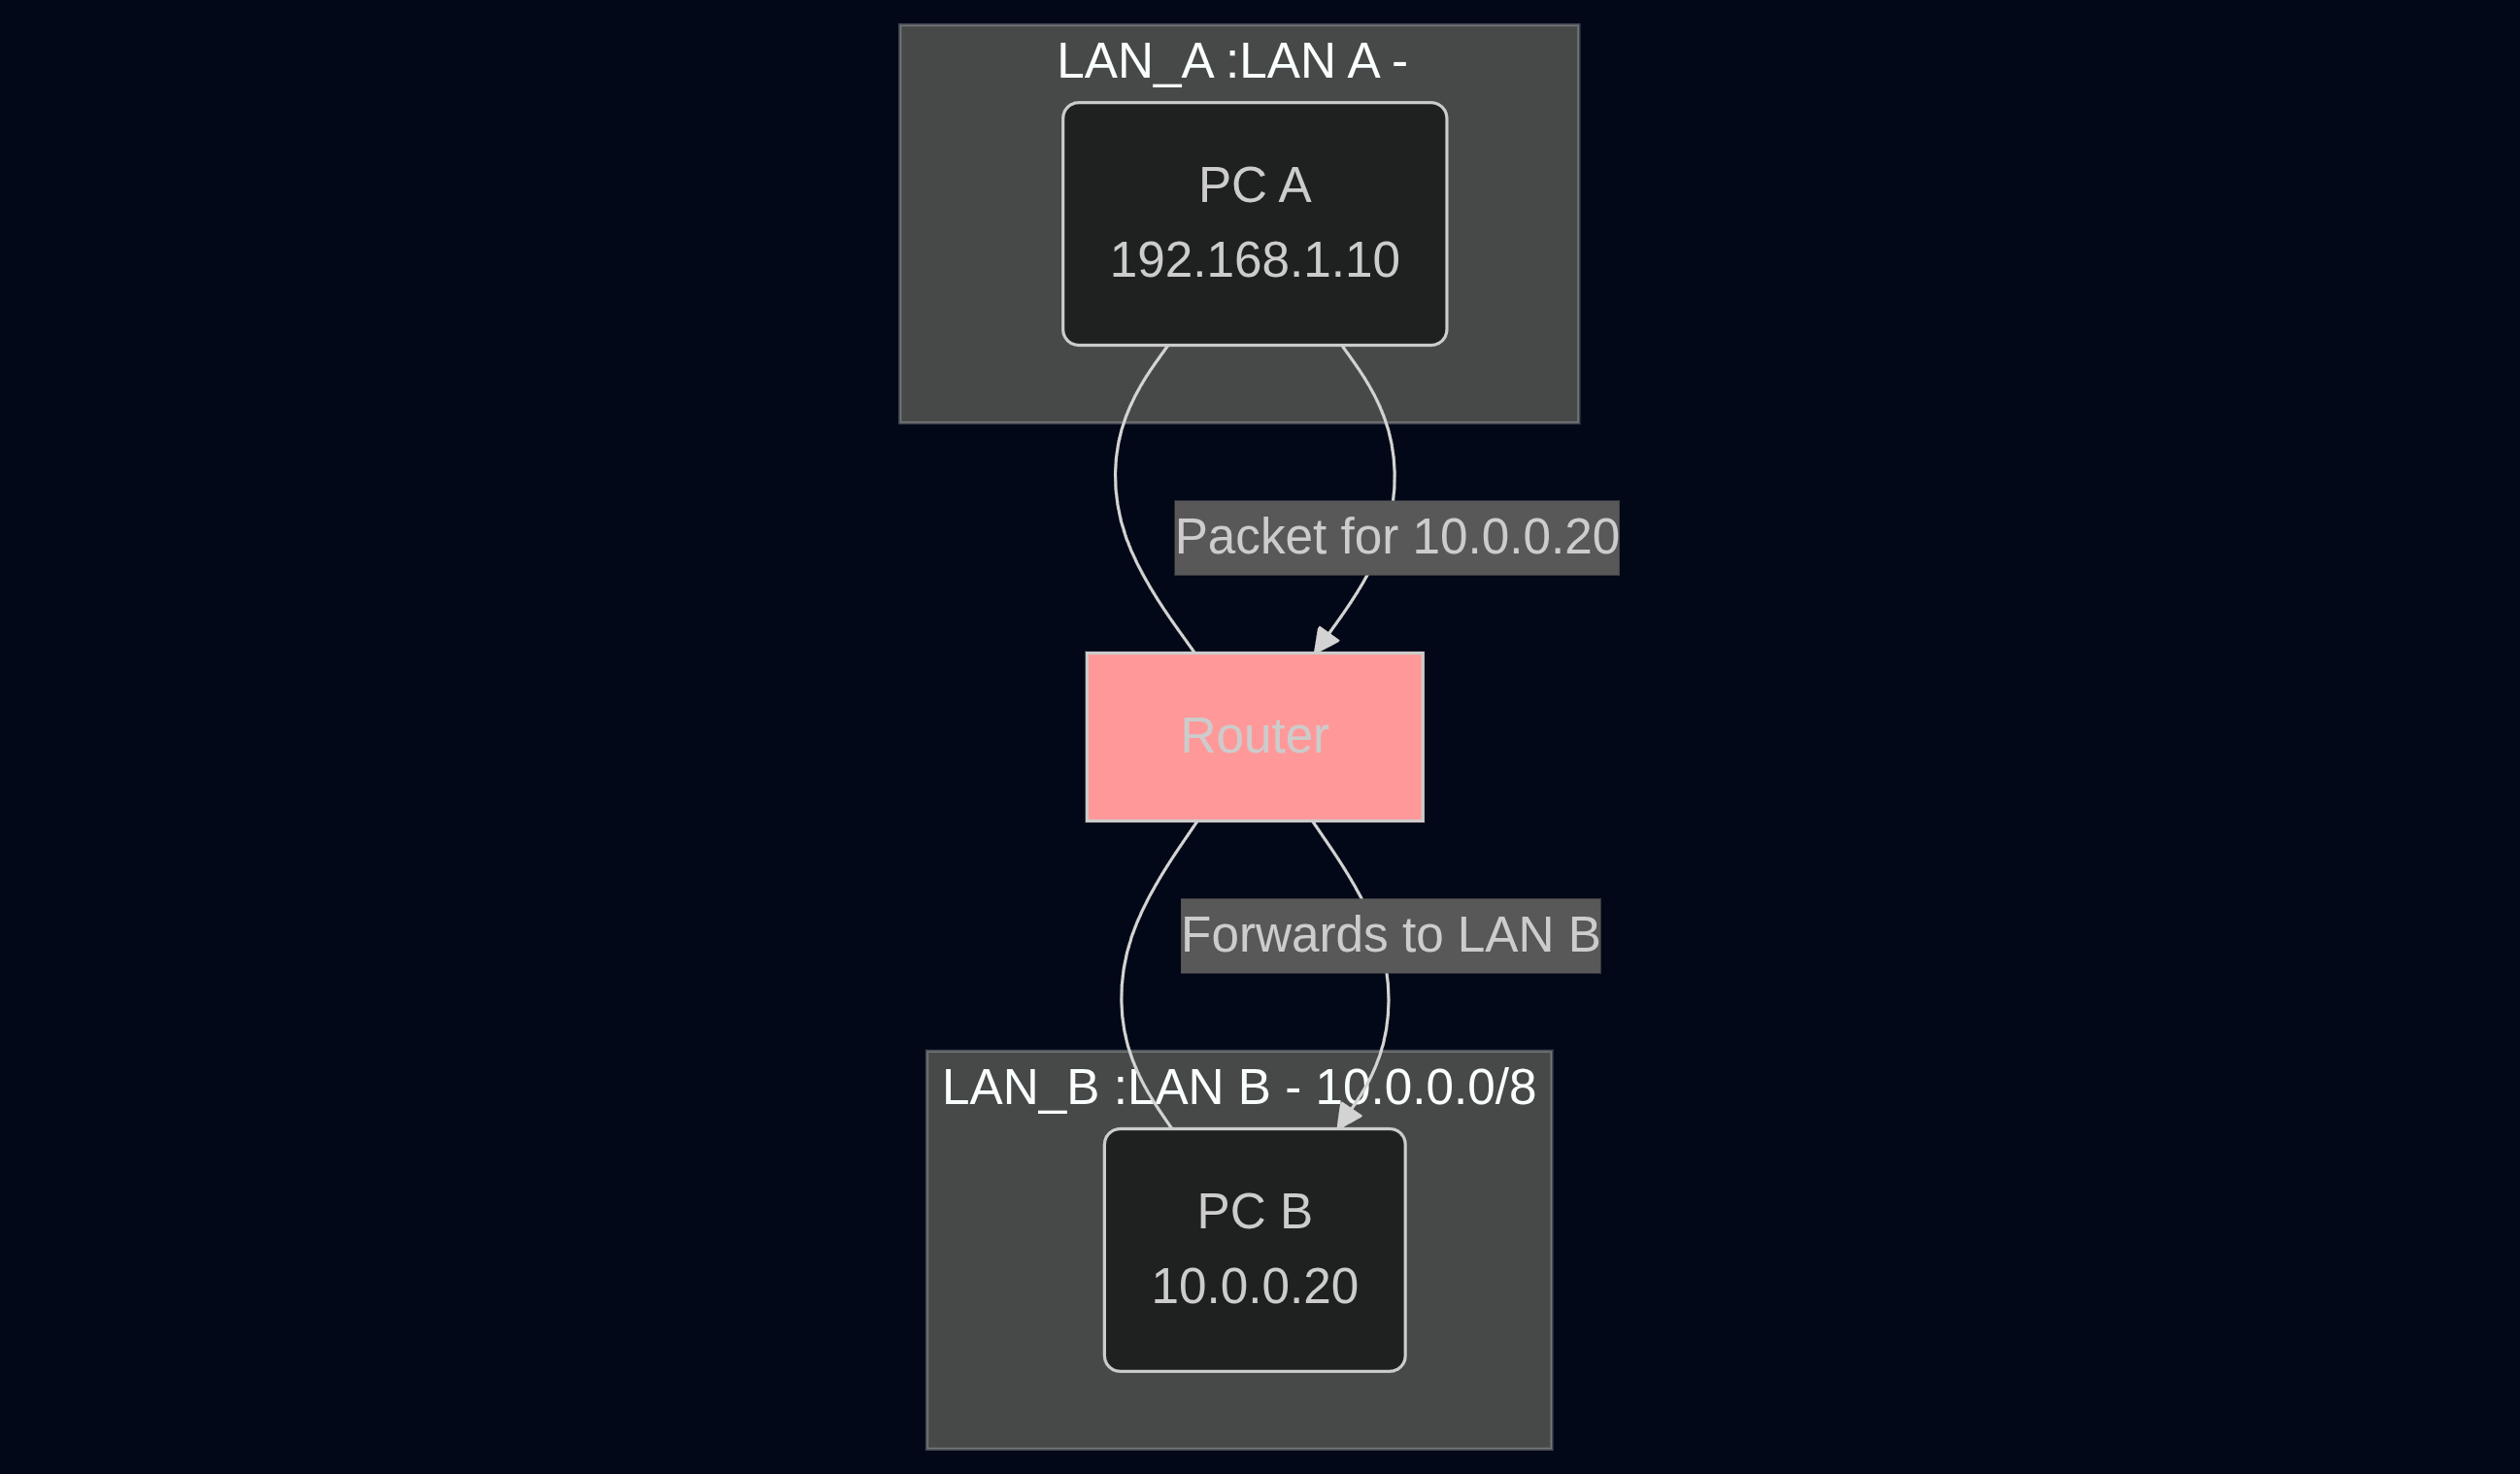 LAN_A :LAN A -
PC A
192.168.1.10
Packet for 10.0.0.20
Router
Forwards to LAN B
LAN_B :LAN B - 10.0.0.0/8
PC B
10.0.0.20